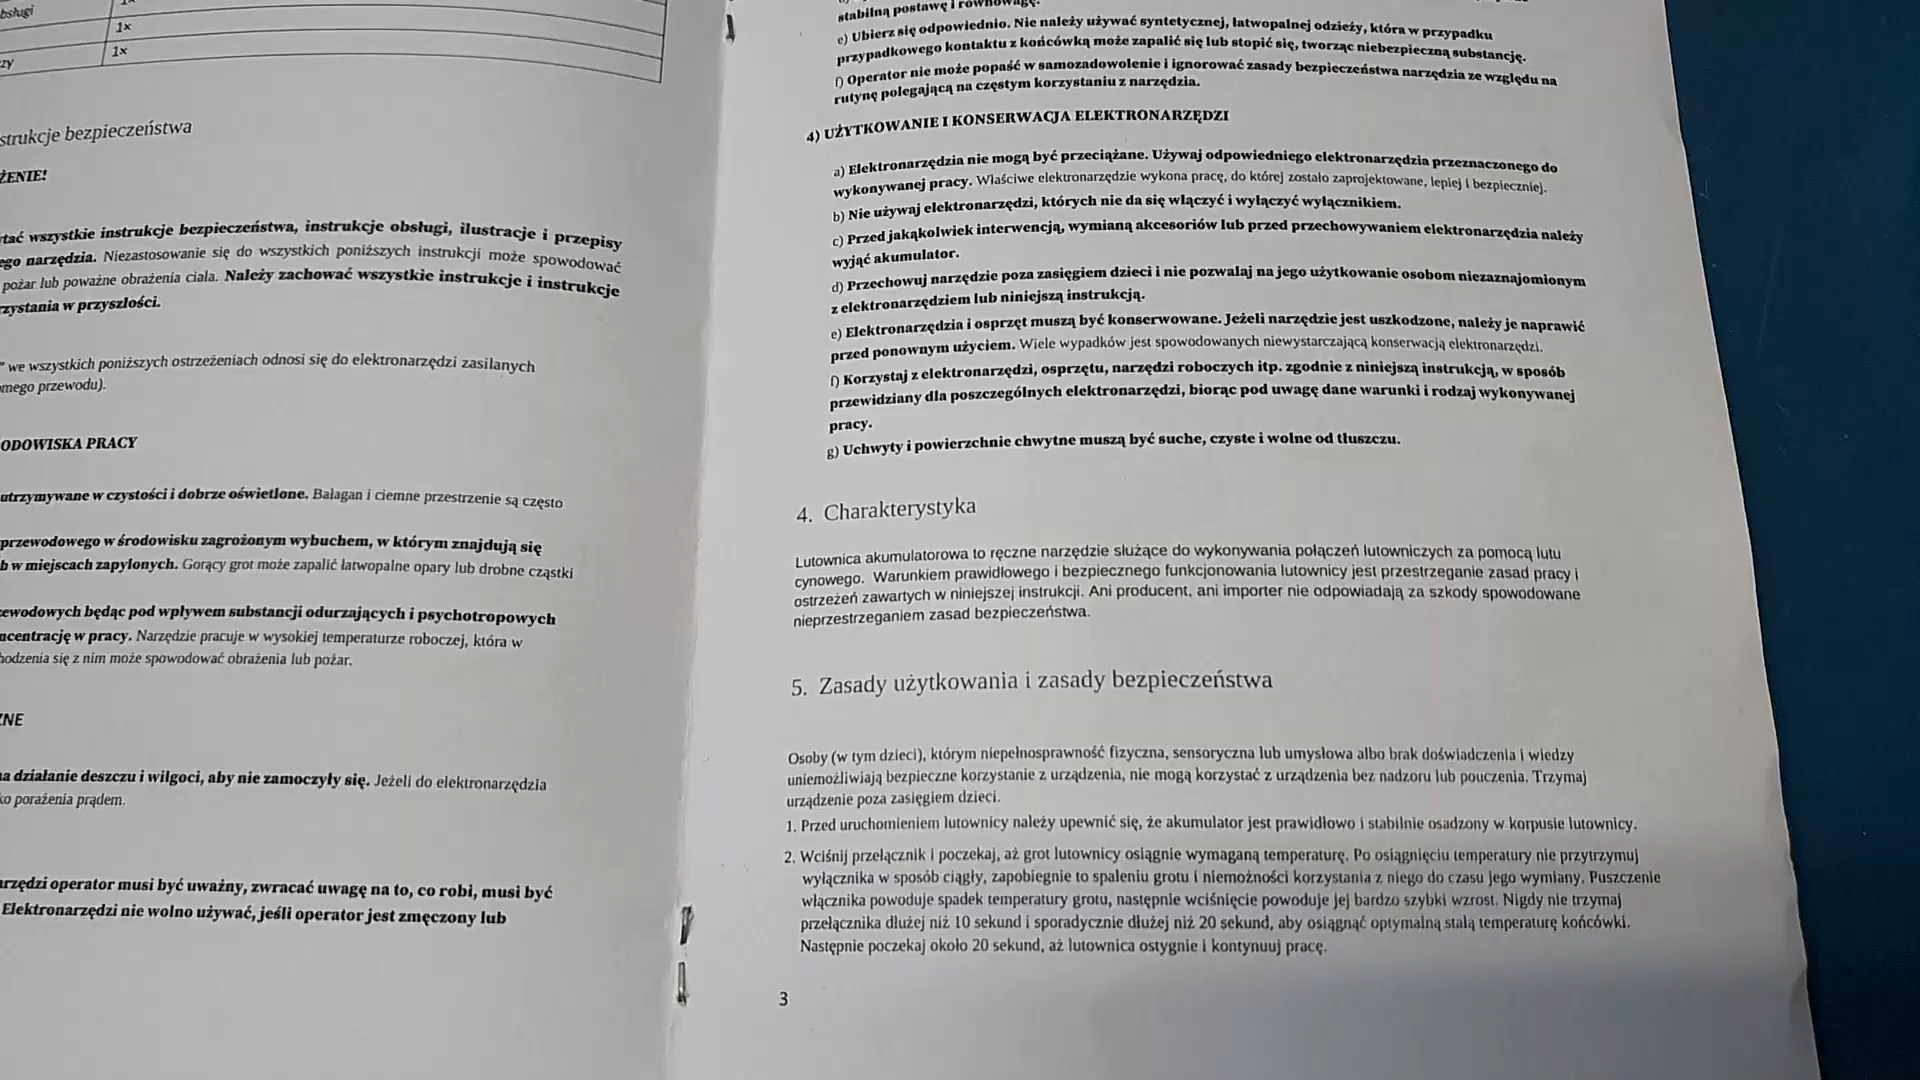 bsługi
1x
1x
zy
1x
strukcje bezpieczeństwa
ŻENIE!
tać wszystkie instrukcje bezpieczeństwa, instrukcje obsługi, ilustracje i przepisy
ego narzędzia. Niezastosowanie się do wszystkich poniższych instrukcji może spowodować
pożar lub poważne obrażenia ciała. Należy zachować wszystkie instrukcje i instrukcje
zystania w przyszłości.
" we wszystkich poniższych ostrzeżeniach odnosi się do elektronarzędzi zasilanych
mego przewodu).
ODOWISKA PRACY
utrzymywane w czystości i dobrze oświetlone. Bałagan i ciemne przestrzenie są często
przewodowego w środowisku zagrożonym wybuchem, w którym znajdują się
b w miejscach zapylonych. Gorący grot może zapalić łatwopalne opary lub drobne cząstki
ewodowych będąc pod wpływem substancji odurzających i psychotropowych
ncentrację w pracy. Narzędzie pracuje w wysokiej temperaturze roboczej, która w
hodzenia się z nim może spowodować obrażenia lub pożar.
ZNE
na działanie deszczu i wilgoci, aby nie zamoczyły się. Jeżeli do elektronarzędzia
ko porażenia prądem.
arzędzi operator musi być uważny, zwracać uwagę na to, co robi, musi być
Elektronarzędzi nie wolno używać, jeśli operator jest zmęczony lub
stabilną postawę i równowagę.
e) Ubierz się odpowiednio. Nie należy używać syntetycznej, łatwopalnej odzieży, która w przypadku
przypadkowego kontaktu z końcówką może zapalić się lub stopić się, tworząc niebezpieczną substancję.
f) Operator nie może popaść w samozadowolenie i ignorować zasady bezpieczeństwa narzędzia ze względu na
rutynę polegającą na częstym korzystaniu z narzędzia.
4) UŻYTKOWANIE I KONSERWACJA ELEKTRONARZĘDZI
a) Elektronarzędzia nie mogą być przeciążane. Używaj odpowiedniego elektronarzędzia przeznaczonego do
wykonywanej pracy. Właściwe elektronarzędzie wykona pracę, do której zostało zaprojektowane, lepiej i bezpieczniej.
b) Nie używaj elektronarzędzi, których nie da się włączyć i wyłączyć wyłącznikiem.
c) Przed jakąkolwiek interwencją, wymianą akcesoriów lub przed przechowywaniem elektronarzędzia należy
wyjąć akumulator.
d) Przechowuj narzędzie poza zasięgiem dzieci i nie pozwalaj na jego użytkowanie osobom niezaznajomionym
z elektronarzędziem lub niniejszą instrukcją.
e) Elektronarzędzia i osprzęt muszą być konserwowane. Jeżeli narzędzie jest uszkodzone, należy je naprawić
przed ponownym użyciem. Wiele wypadków jest spowodowanych niewystarczającą konserwacją elektronarzędzi.
f) Korzystaj z elektronarzędzi, osprzętu, narzędzi roboczych itp. zgodnie z niniejszą instrukcją, w sposób
przewidziany dla poszczególnych elektronarzędzi, biorąc pod uwagę dane warunki i rodzaj wykonywanej
pracy.
g) Uchwyty i powierzchnie chwytne muszą być suche, czyste i wolne od tłuszczu.
4. Charakterystyka
Lutownica akumulatorowa to ręczne narzędzie służące do wykonywania połączeń lutowniczych za pomocą lutu
cynowego. Warunkiem prawidłowego i bezpiecznego funkcjonowania lutownicy jest przestrzeganie zasad pracy i
ostrzeżeń zawartych w niniejszej instrukcji. Ani producent, ani importer nie odpowiadają za szkody spowodowane
nieprzestrzeganiem zasad bezpieczeństwa.
5. Zasady użytkowania i zasady bezpieczeństwa
Osoby (w tym dzieci), którym niepełnosprawność fizyczna, sensoryczna lub umysłowa albo brak doświadczenia i wiedzy
uniemożliwiają bezpieczne korzystanie z urządzenia, nie mogą korzystać z urządzenia bez nadzoru lub pouczenia. Trzymaj
urządzenie poza zasięgiem dzieci.
1. Przed uruchomieniem lutownicy należy upewnić się, że akumulator jest prawidłowo i stabilnie osadzony w korpusie lutownicy.
2. Wciśnij przełącznik i poczekaj, aż grot lutownicy osiągnie wymaganą temperaturę. Po osiągnięciu temperatury nie przytrzymuj
wyłącznika w sposób ciągły, zapobiegnie to spaleniu grotu i niemożności korzystania z niego do czasu jego wymiany. Puszczenie
włącznika powoduje spadek temperatury grotu, następnie wciśnięcie powoduje jej bardzo szybki wzrost. Nigdy nie trzymaj
przełącznika dłużej niż 10 sekund i sporadycznie dłużej niż 20 sekund, aby osiągnąć optymalną stałą temperaturę końcówki.
Następnie poczekaj około 20 sekund, aż lutownica ostygnie i kontynuuj pracę.
3